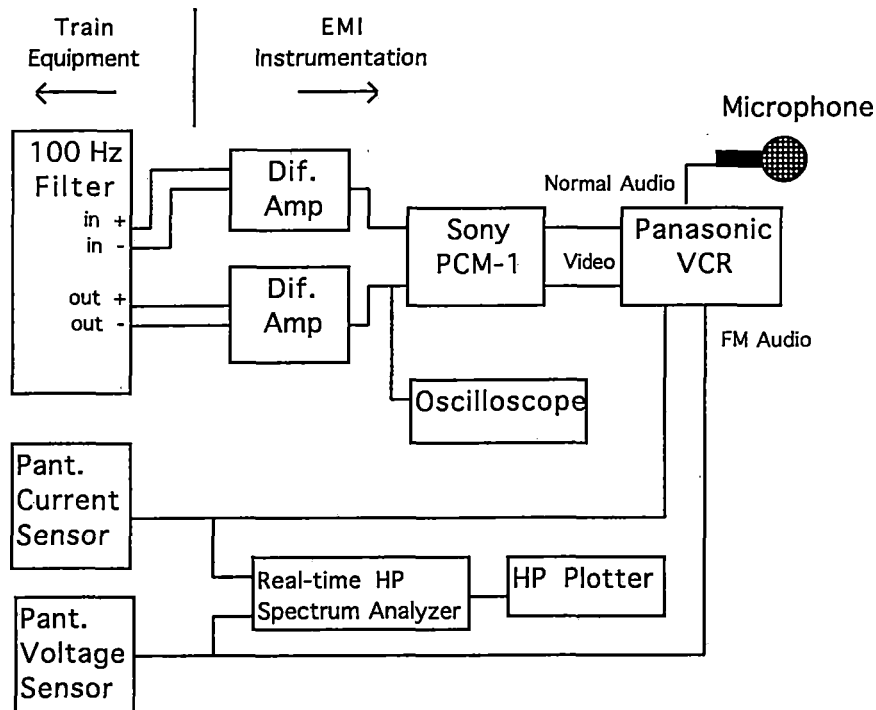 Train
Equipment
EMI
Instrumentation
Microphone
100 Hz
Filter
in +
in -
out +
out -
Dif.
Amp
Dif.
Amp
Normal Audio
Sony
PCM-1
Video
Panasonic
VCR
FM Audio
Oscilloscope
Pant.
Current
Sensor
Real-time HP
Spectrum Analyzer
HP Plotter
Pant.
Voltage
Sensor